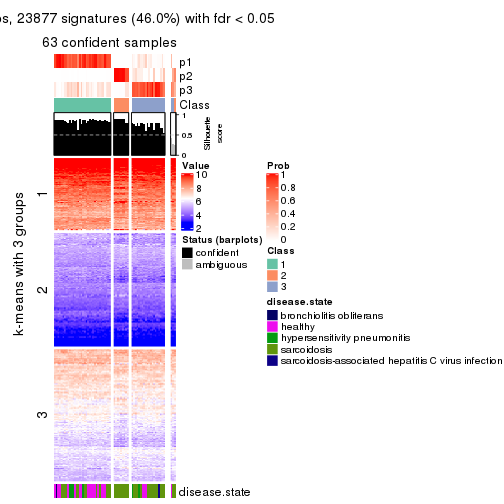 os, 23877 signatures (46.0%) with fdr < 0.05
63 confident samples
p1
p2
p3
Class
1
0.5
0
Silhouette
score
k-means with 3 groups
1
2
3
Value
10
8
6
4
2
Status (barplots)
confident
ambiguous
Prob
1
0.8
0.6
0.4
0.2
0
Class
1
2
3
disease.state
bronchiolitis obliterans
healthy
hypersensitivity pneumonitis
sarcoidosis
sarcoidosis-associated hepatitis C virus infection
disease.state